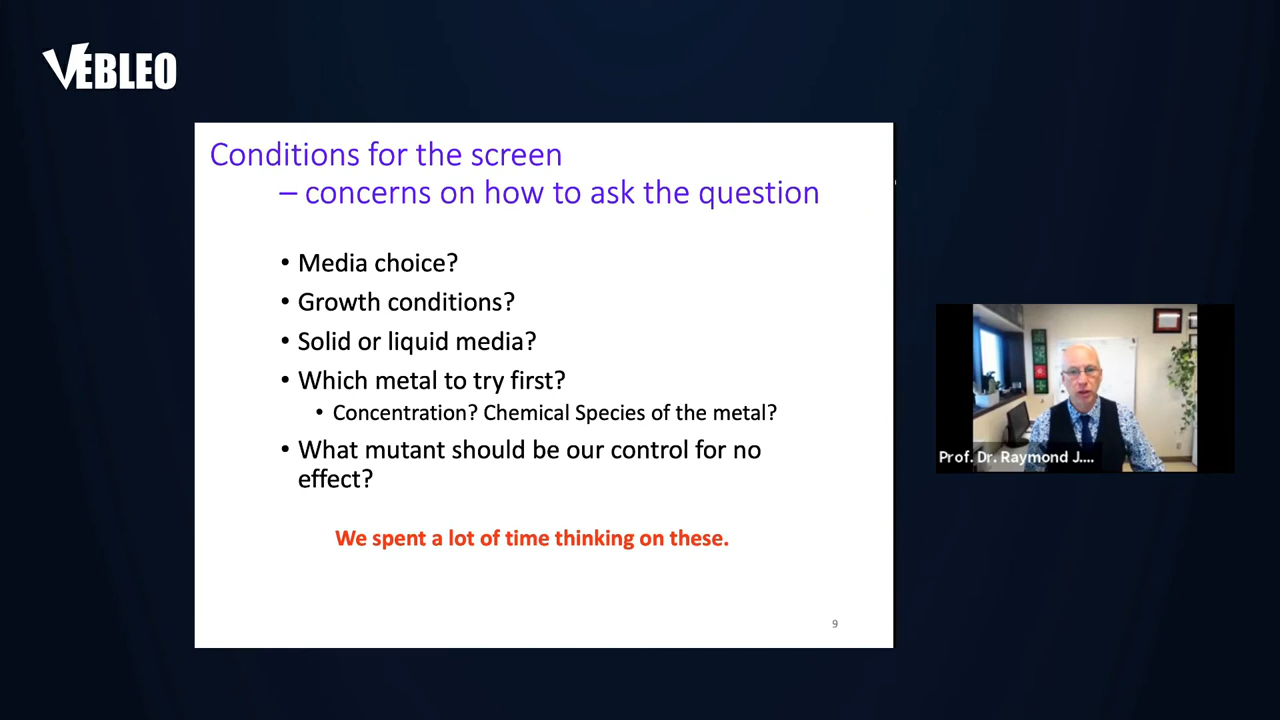 VEBLEO
Conditions for the screen
– concerns on how to ask the question
• Media choice?
• Growth conditions?
• Solid or liquid media?
• Which metal to try first?
• Concentration? Chemical Species of the metal?
• What mutant should be our control for no
effect?
We spent a lot of time thinking on these.
9
Prof. Dr. Raymond J....